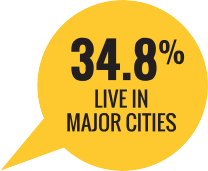 34.8%
LIVE IN
MAJOR CITIES